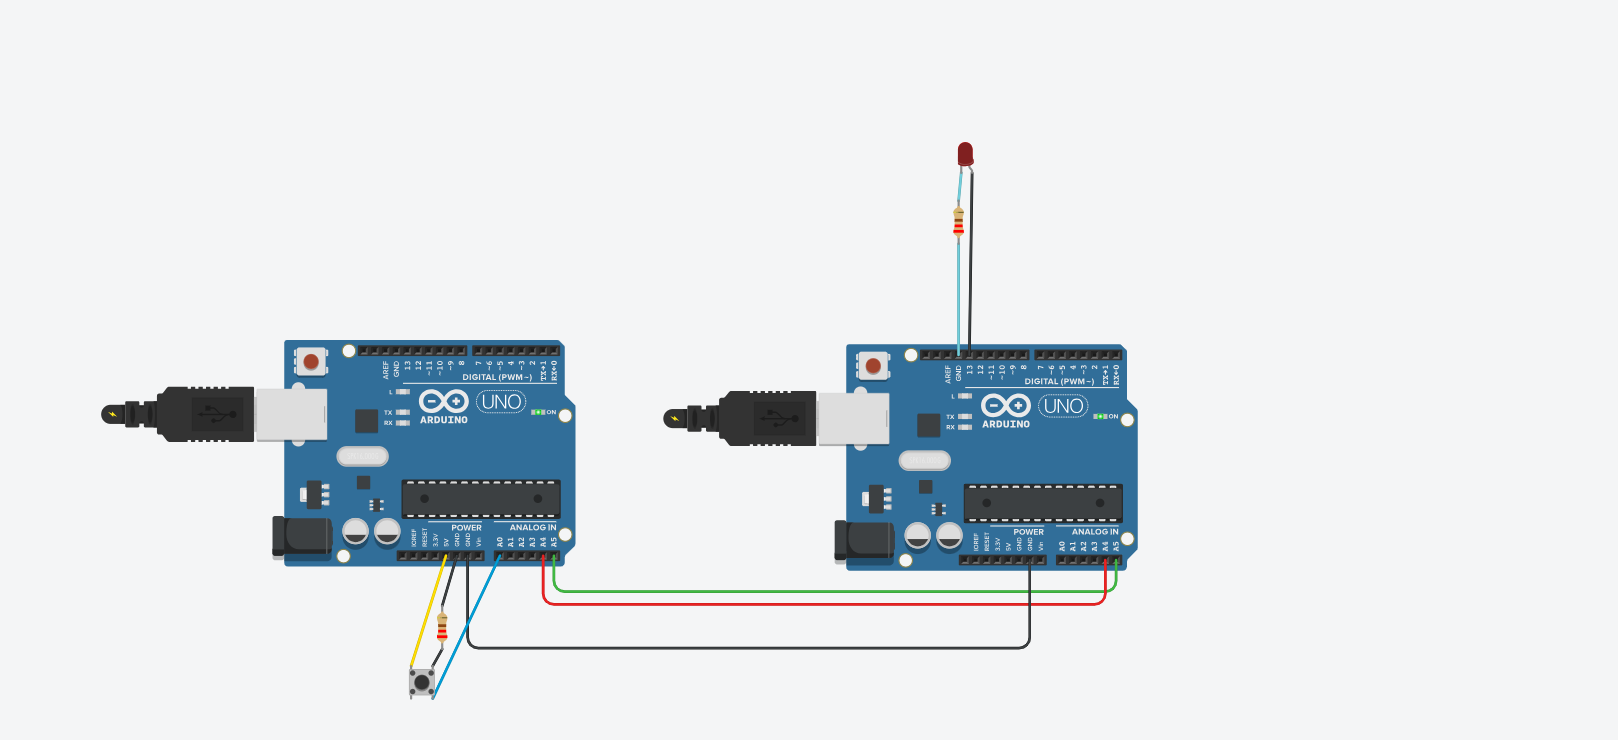 AREF
GND
13
12
~11
~10
~9
8
7
~6
~5
4
~3
2
TX→1
RX←0
DIGITAL (PWM~)
L
TX
RX
UNO
ON
ARDUINO
POWER
ANALOG IN
IOREF
RESET
3.3V
5V
GND
GND
Vin
A0
A1
A2
A3
A4
A5
AREF
GND
13
12
~11
~10
~9
8
7
~6
~5
4
~3
2
TX→1
RX←0
DIGITAL (PWM~)
L
TX
RX
UNO
ON
ARDUINO
POWER
ANALOG IN
IOREF
RESET
3.3V
5V
GND
GND
Vin
A0
A1
A2
A3
A4
A5